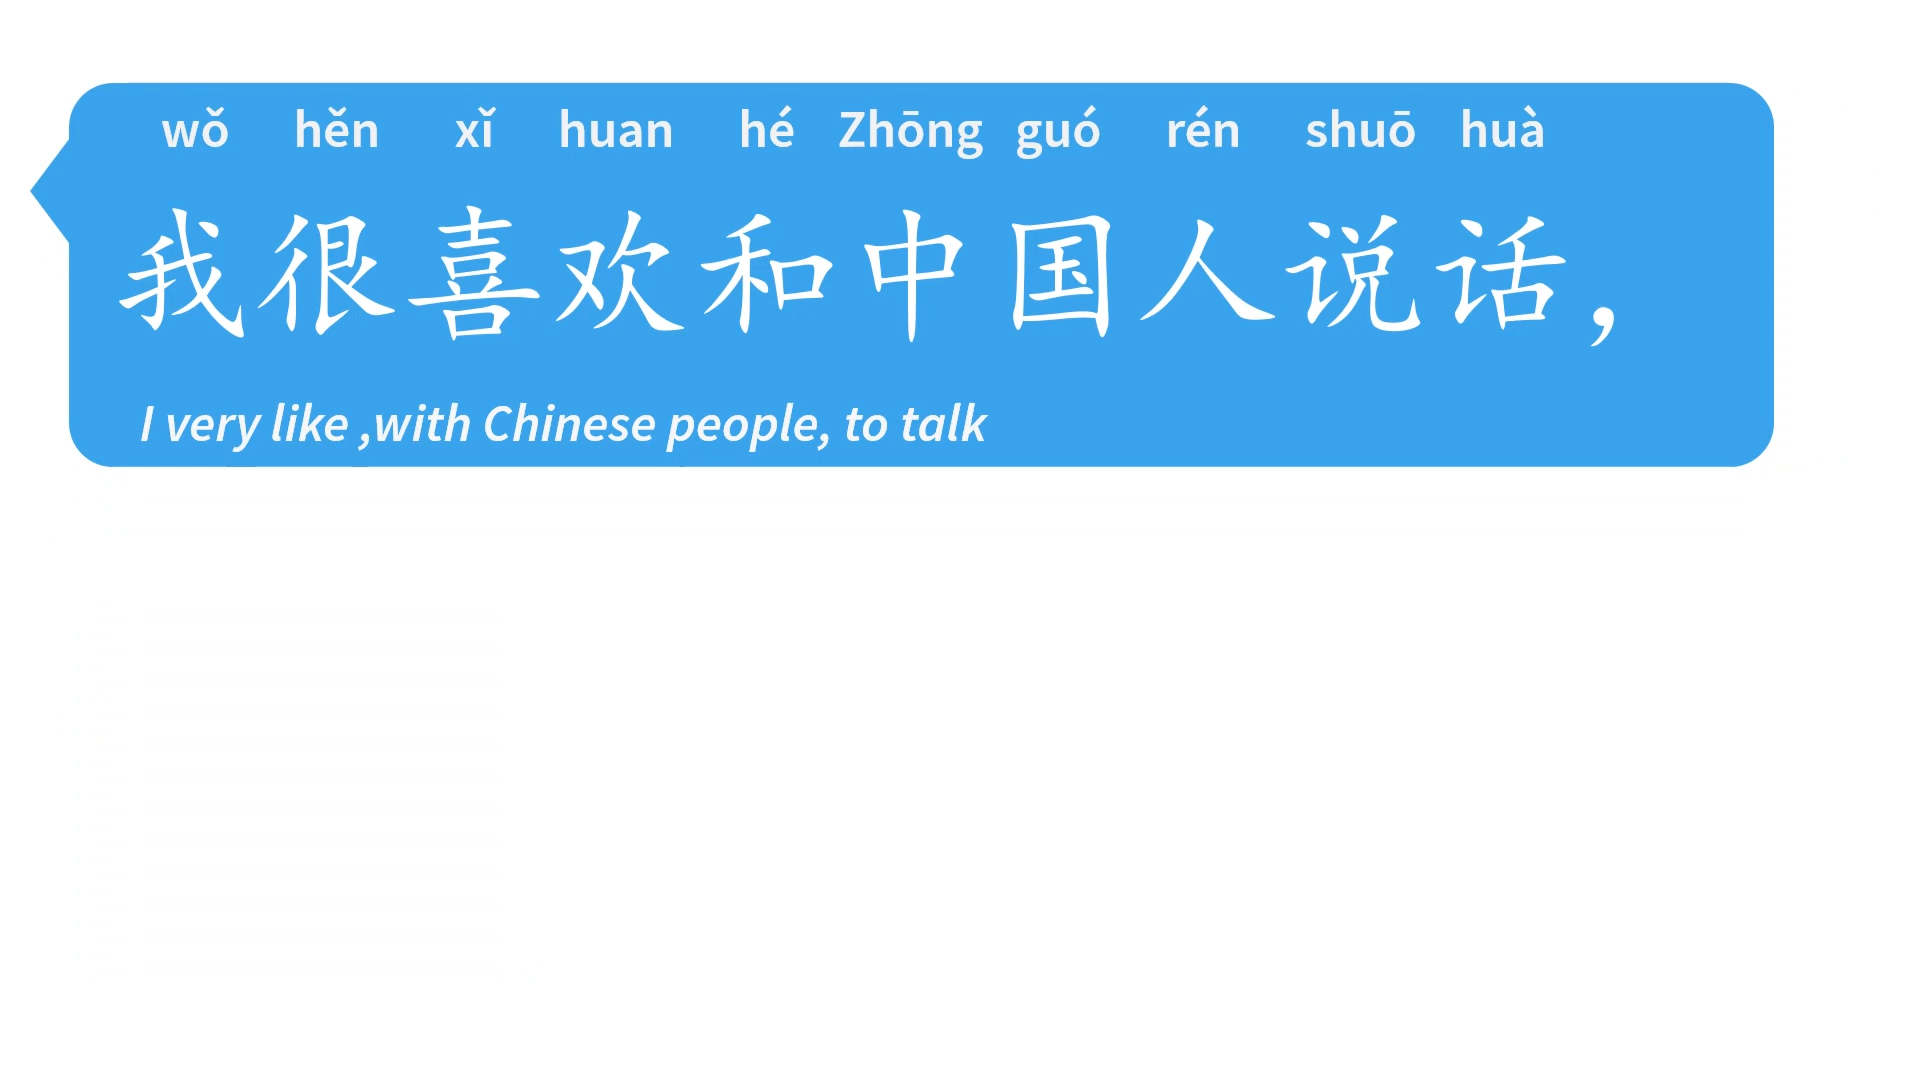 wǒ hěn xǐ huan hé Zhōng guó rén shuō huà
我很喜欢和中国人说话，
I very like ,with Chinese people, to talk